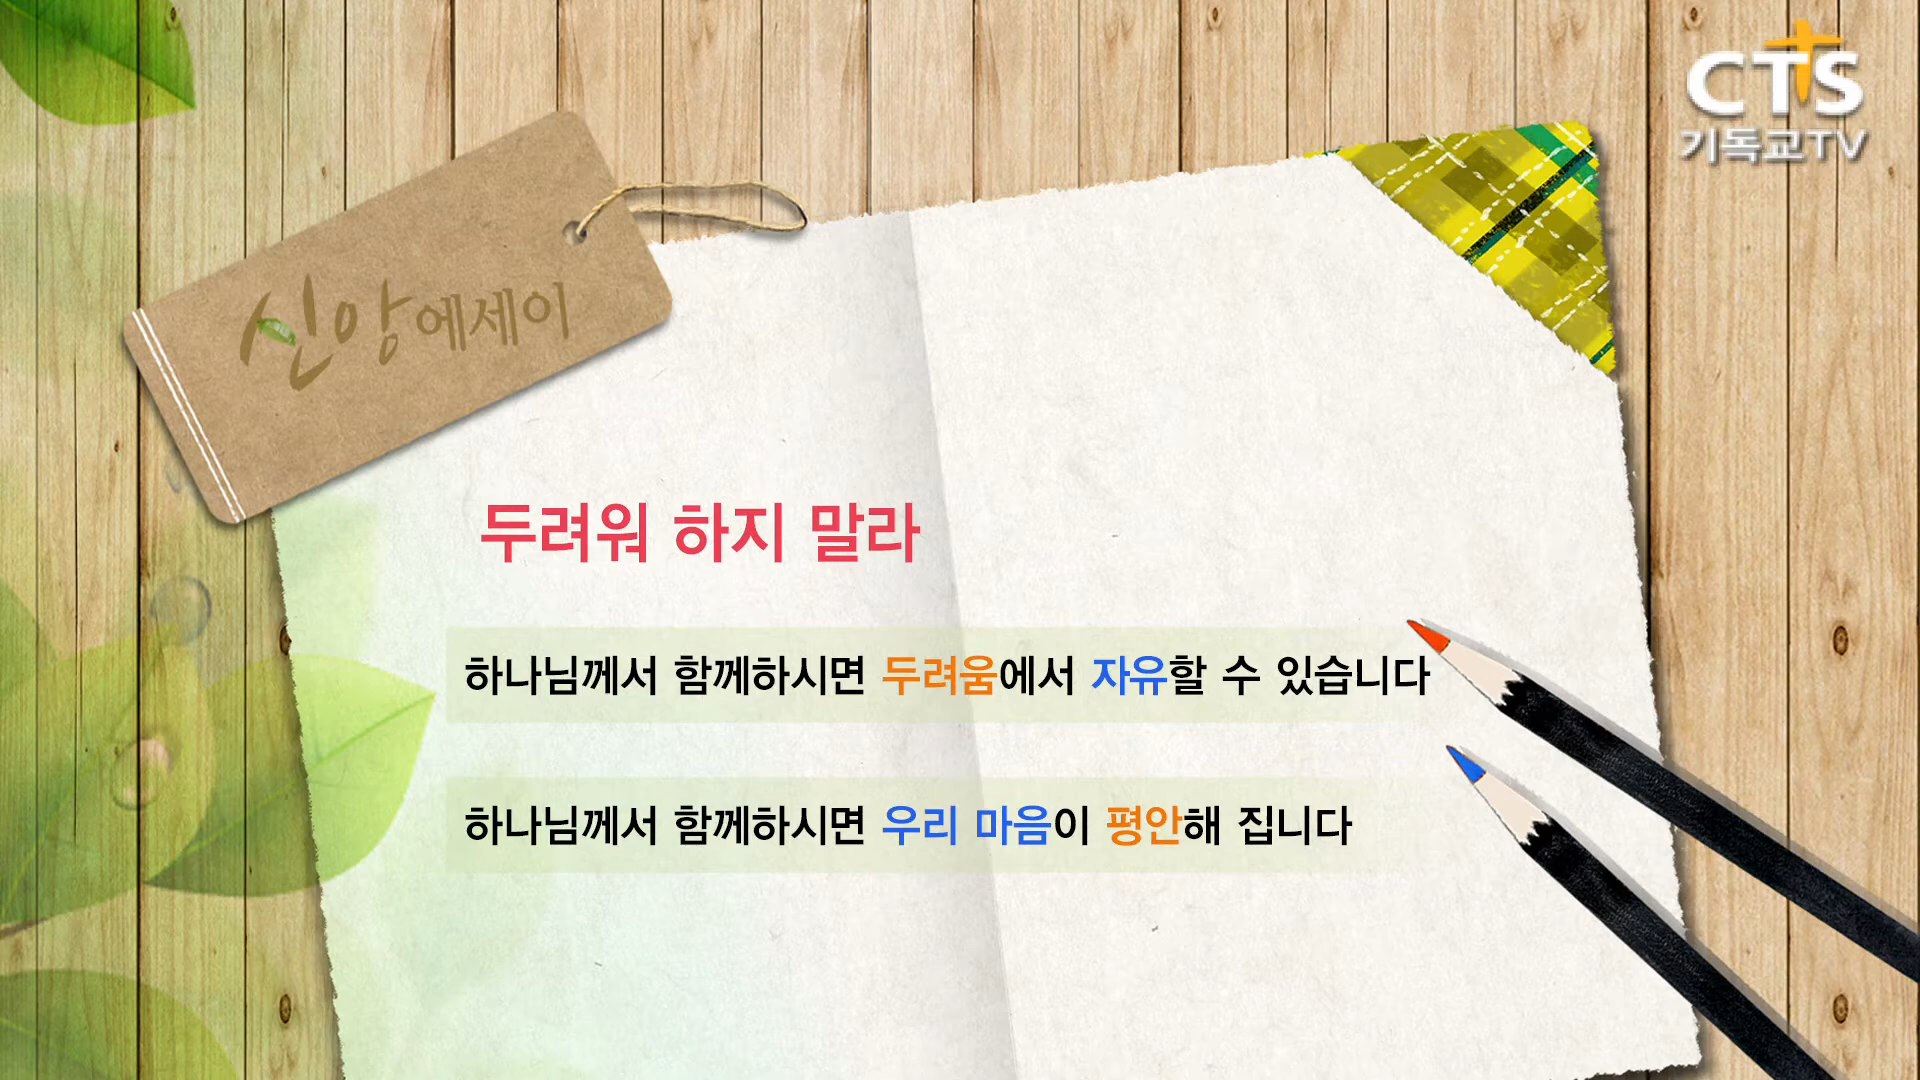 CTS
기독교TV
신앙에세이
두려워 하지 말라
하나님께서 함께하시면 두려움에서 자유할 수 있습니다
하나님께서 함께하시면 우리 마음이 평안해 집니다